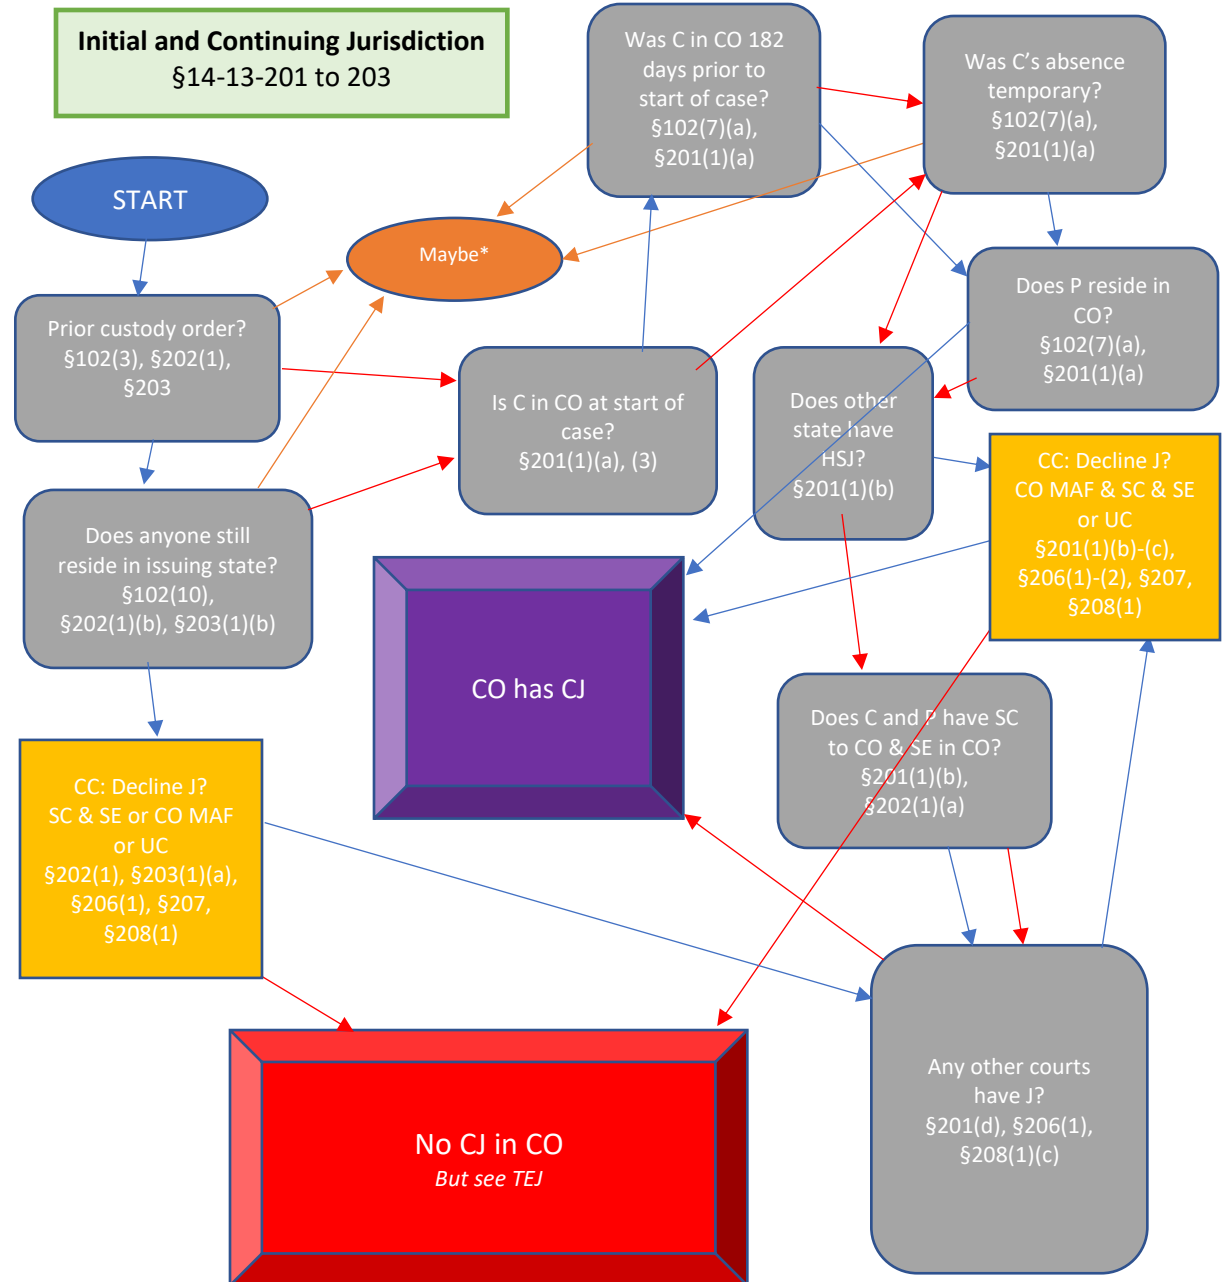 Initial and Continuing Jurisdiction
§14-13-201 to 203
Was C in CO 182
days prior to
start of case?
§102(7)(a),
§201(1)(a)
Was C’s absence
temporary?
§102(7)(a),
§201(1)(a)
START
Maybe*
Does P reside in
CO?
§102(7)(a),
§201(1)(a)
Prior custody order?
§102(3), §202(1),
§203
Is C in CO at start of
case?
§201(1)(a), (3)
Does other
state have
HSJ?
§201(1)(b)
CC: Decline J?
CO MAF & SC & SE
or UC
§201(1)(b)-(c),
§206(1)-(2), §207,
§208(1)
Does anyone still
reside in issuing state?
§102(10),
§202(1)(b), §203(1)(b)
CO has CJ
Does C and P have SC
to CO & SE in CO?
§201(1)(b),
§202(1)(a)
CC: Decline J?
SC & SE or CO MAF
or UC
§202(1), §203(1)(a),
§206(1), §207,
§208(1)
Any other courts
have J?
§201(d), §206(1),
§208(1)(c)
No CJ in CO
But see TEJ